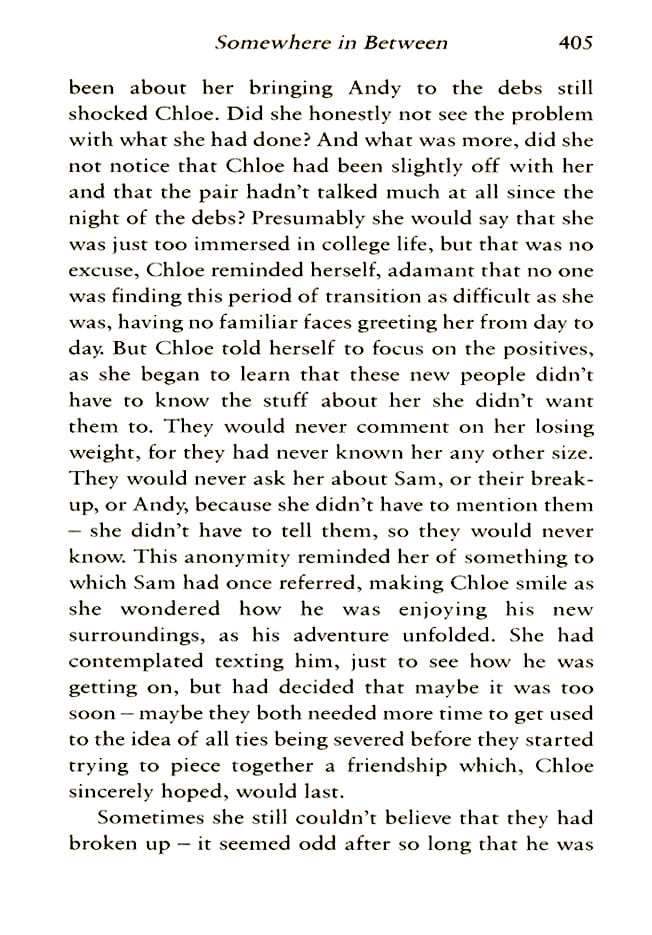 Somewhere in Between 405
been about her bringing Andy to the debs still
shocked Chloe. Did she honestly not see the problem
with what she had done? And what was more, did she
not notice that Chloe had been slightly off with her
and that the pair hadn't talked much at all since the
night of the debs? Presumably she would say that she
was just too immersed in college life, but that was no
excuse, Chloe reminded herself, adamant that no one
was finding this period of transition as difficult as she
was, having no familiar faces greeting her from day to
day. But Chloe told herself to focus on the positives,
as she began to learn that these new people didn't
have to know the stuff about her she didn't want
them to. They would never comment on her losing
weight, for they had never known her any other size.
They would never ask her about Sam, or their break-
up, or Andy, because she didn't have to mention them
– she didn't have to tell them, so they would never
know. This anonymity reminded her of something to
which Sam had once referred, making Chloe smile as
she wondered how he was enjoying his new
surroundings, as his adventure unfolded. She had
contemplated texting him, just to see how he was
getting on, but had decided that maybe it was too
soon – maybe they both needed more time to get used
to the idea of all ties being severed before they started
trying to piece together a friendship which, Chloe
sincerely hoped, would last.
Sometimes she still couldn't believe that they had
broken up – it seemed odd after so long that he was